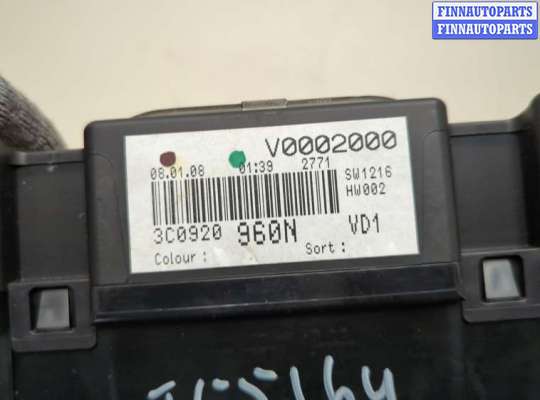 FINNAUTOPARTS
FINNAUTOPARTS
V0002000
08.01.08 01:39 2771
SW1216
HW002
3C0920 960N VD1
Colour : Sort :